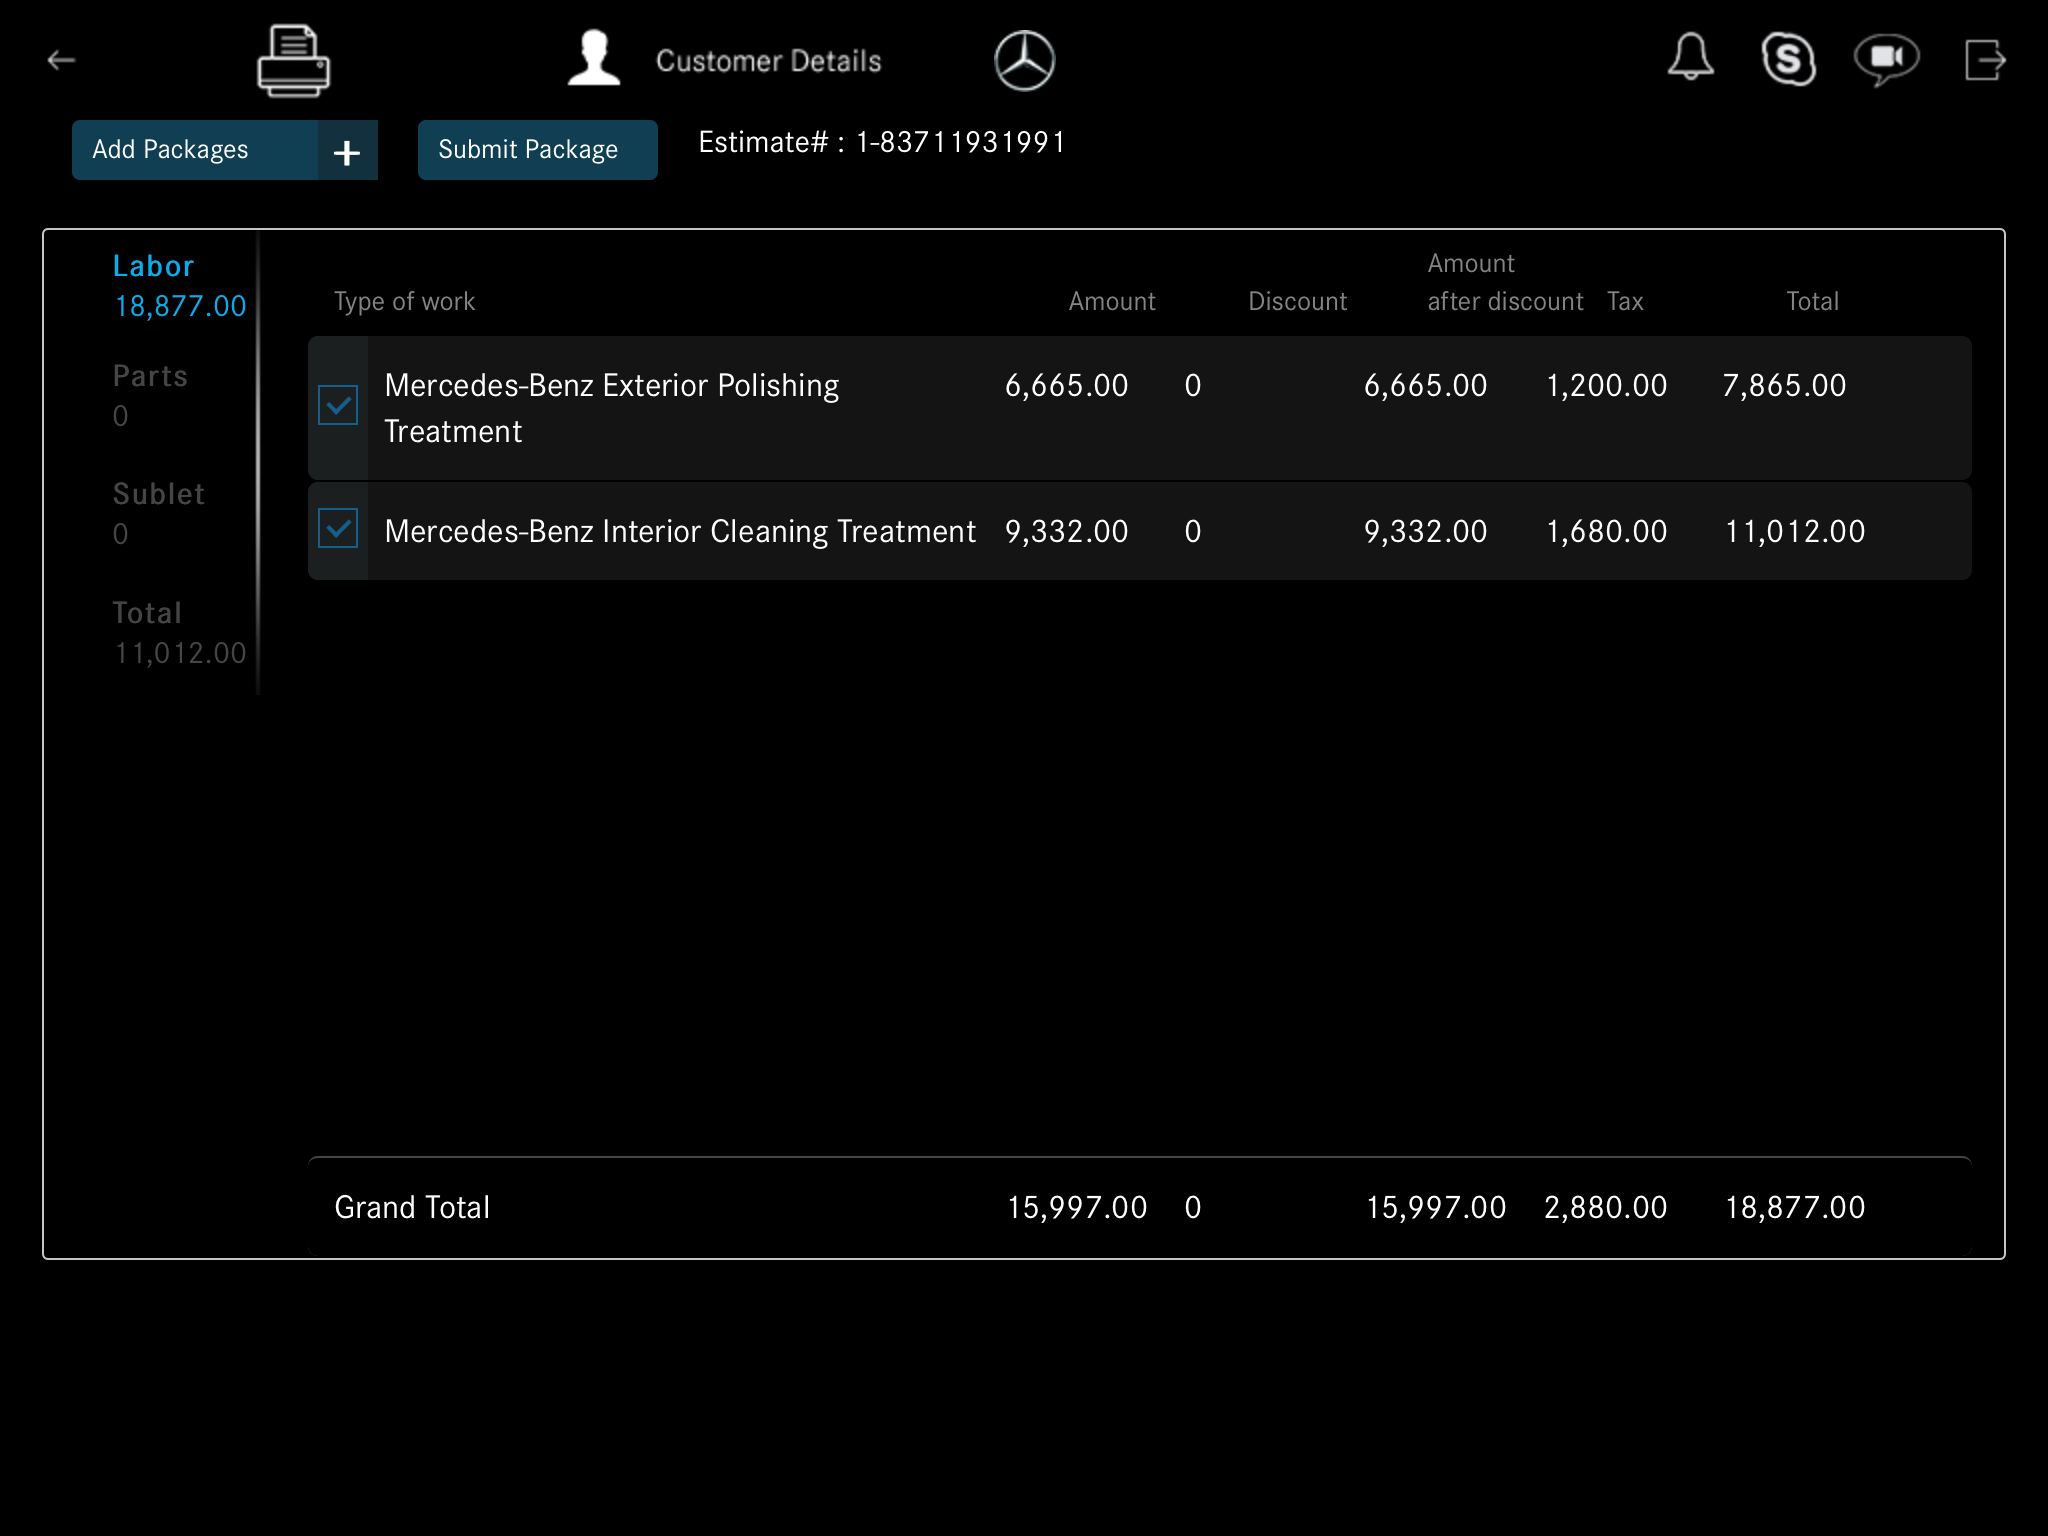 Customer Details
Add Packages +
Submit Package
Estimate# : 1-83711931991
Labor
18,877.00
Parts
0
Sublet
0
Total
11,012.00
Type of work Amount Discount Amount after discount Tax Total
Mercedes-Benz Exterior Polishing 6,665.00 0 6,665.00 1,200.00 7,865.00
Treatment
Mercedes-Benz Interior Cleaning Treatment 9,332.00 0 9,332.00 1,680.00 11,012.00
Grand Total 15,997.00 0 15,997.00 2,880.00 18,877.00